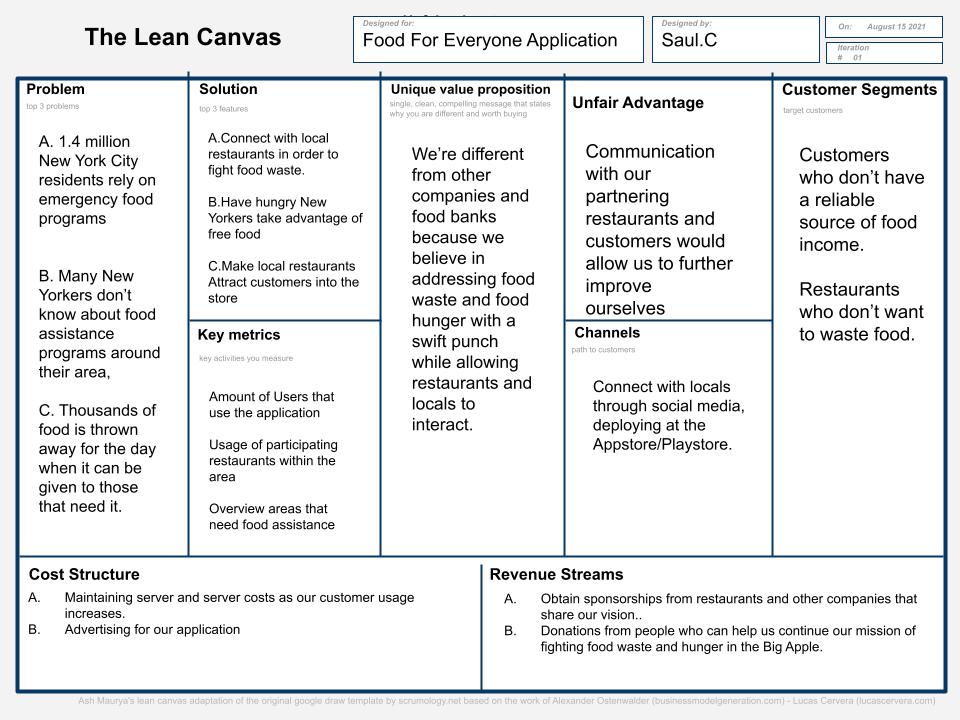 The Lean Canvas
Designed for:
Food For Everyone Application
Designed by:
Saul.C
On: August 15 2021
Iteration
# 01
Problem
top 3 problems
A. 1.4 million
New York City
residents rely on
emergency food
programs
B. Many New
Yorkers don’t
know about food
assistance
programs around
their area,
C. Thousands of
food is thrown
away for the day
when it can be
given to those
that need it.
Solution
top 3 features
A.Connect with local
restaurants in order to
fight food waste.
B.Have hungry New
Yorkers take advantage of
free food
C.Make local restaurants
Attract customers into the
store
Key metrics
key activities you measure
Amount of Users that
use the application
Usage of participating
restaurants within the
area
Overview areas that
need food assistance
Unique value proposition
single, clean, compelling message that states
why you are different and worth buying
We’re different
from other
companies and
food banks
because we
believe in
addressing food
waste and food
hunger with a
swift punch
while allowing
restaurants and
locals to
interact.
Unfair Advantage
Communication
with our
partnering
restaurants and
customers would
allow us to further
improve
ourselves
Channels
path to customers
Connect with locals
through social media,
deploying at the
Appstore/Playstore.
Customer Segments
target customers
Customers
who don’t have
a reliable
source of food
income.
Restaurants
who don’t want
to waste food.
Cost Structure
A. Maintaining server and server costs as our customer usage
increases.
B. Advertising for our application
Revenue Streams
A. Obtain sponsorships from restaurants and other companies that
share our vision..
B. Donations from people who can help us continue our mission of
fighting food waste and hunger in the Big Apple.
Ash Maurya's lean canvas adaptation of the original google draw template by scrumology.net based on the work of Alexander Ostenwalder (businessmodelgeneration.com) - Lucas Cervera (lucascervera.com)